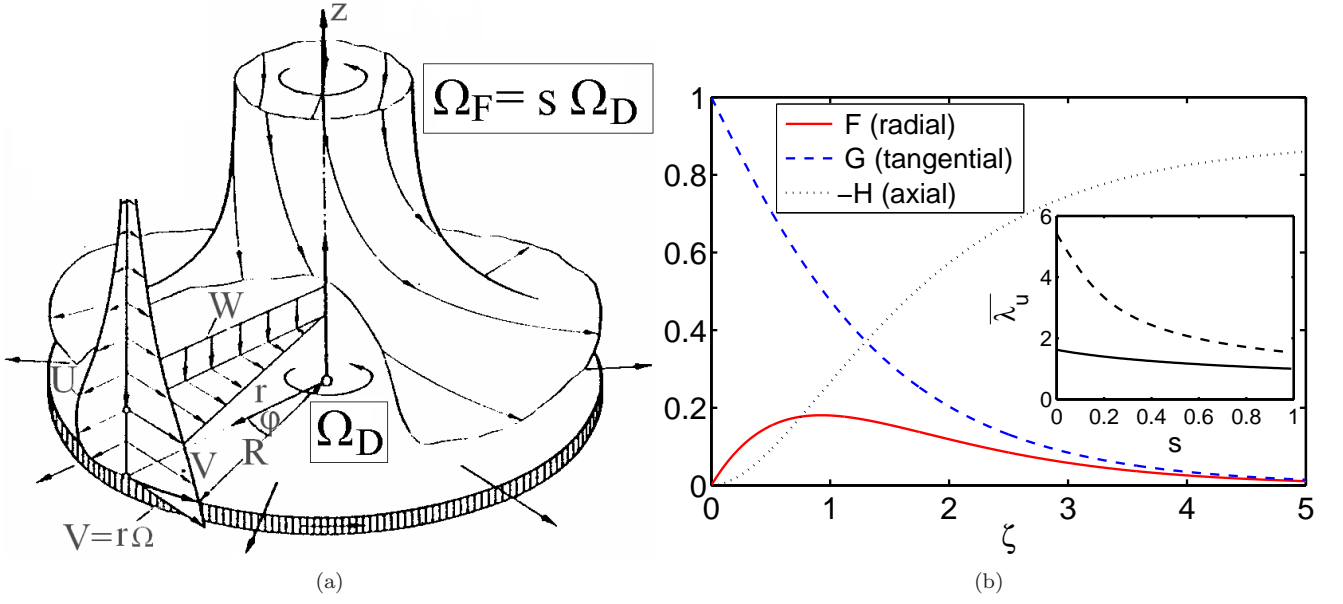 z
Ω_F = s Ω_D
W
U
r
φ
Ω_D
R
V
V=rΩ
(a)
1
0.8
0.6
0.4
0.2
0
F (radial)
G (tangential)
−H (axial)
6
4
2
0
λ̅_u
0 0.2 0.4 0.6 0.8 1
s
0 1 2 3 4 5
ζ
(b)